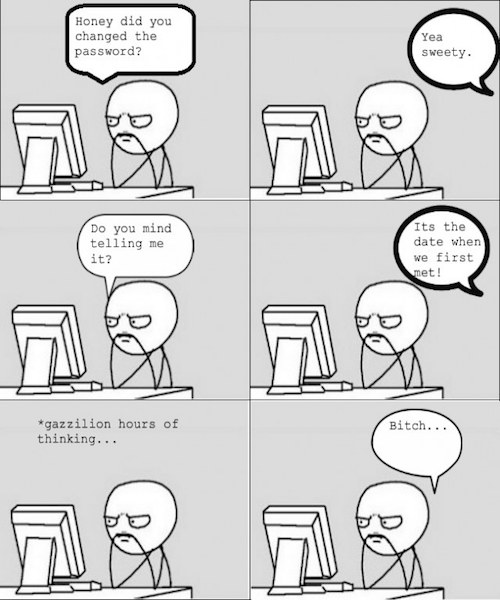 Honey did you
changed the
password?
Yea
sweety.
Do you mind
telling me
it?
Its the
date when
we first
met!
*gazzilion hours of
thinking...
Bitch...